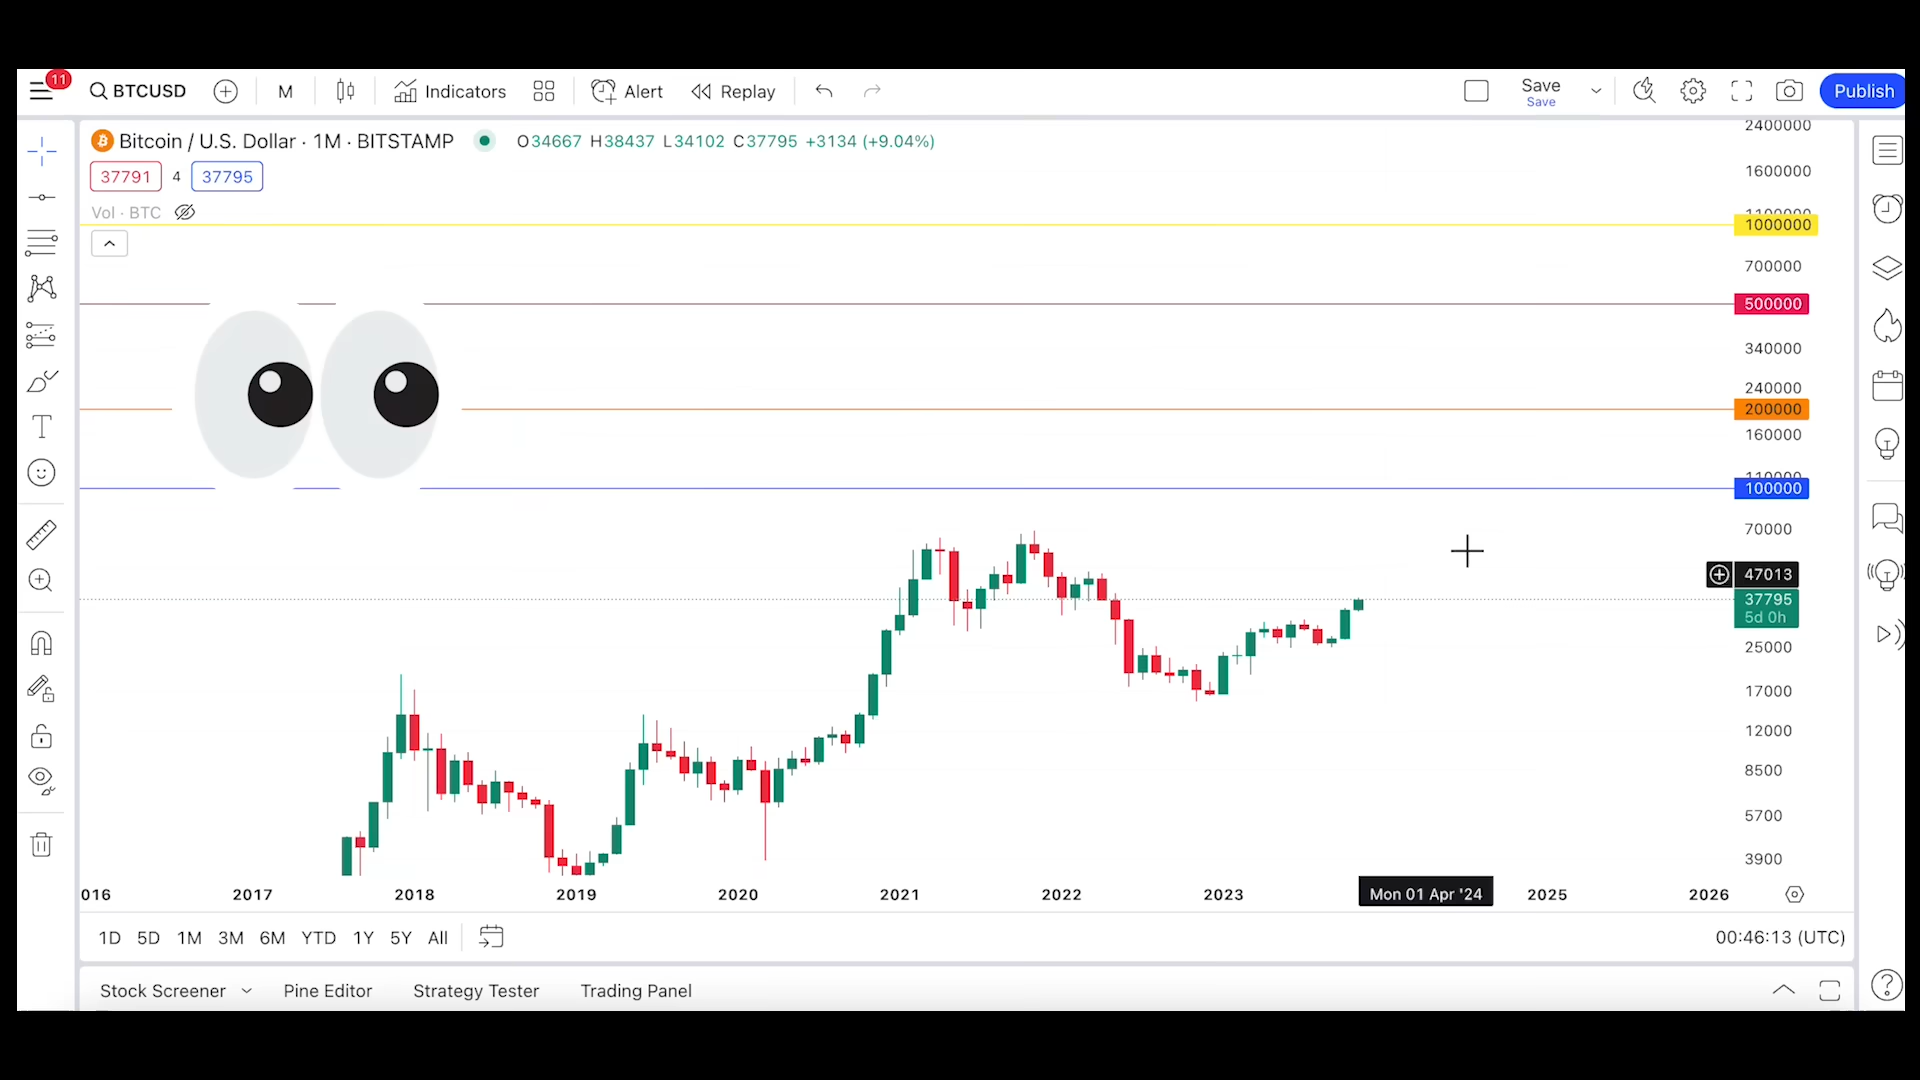 11
BTCUSD
M
Indicators
Alert
Replay
Save
Save
Publish
Bitcoin / U.S. Dollar · 1M · BITSTAMP
O34667 H38437 L34102 C37795 +3134 (+9.04%)
37791 4 37795
Vol · BTC
2400000
1600000
1100000
1000000
700000
500000
340000
240000
200000
160000
110000
100000
70000
47013
37795
5d 0h
25000
17000
12000
8500
5700
3900
016 2017 2018 2019 2020 2021 2022 2023 Mon 01 Apr '24 2025 2026
1D 5D 1M 3M 6M YTD 1Y 5Y All
00:46:13 (UTC)
Stock Screener Pine Editor Strategy Tester Trading Panel